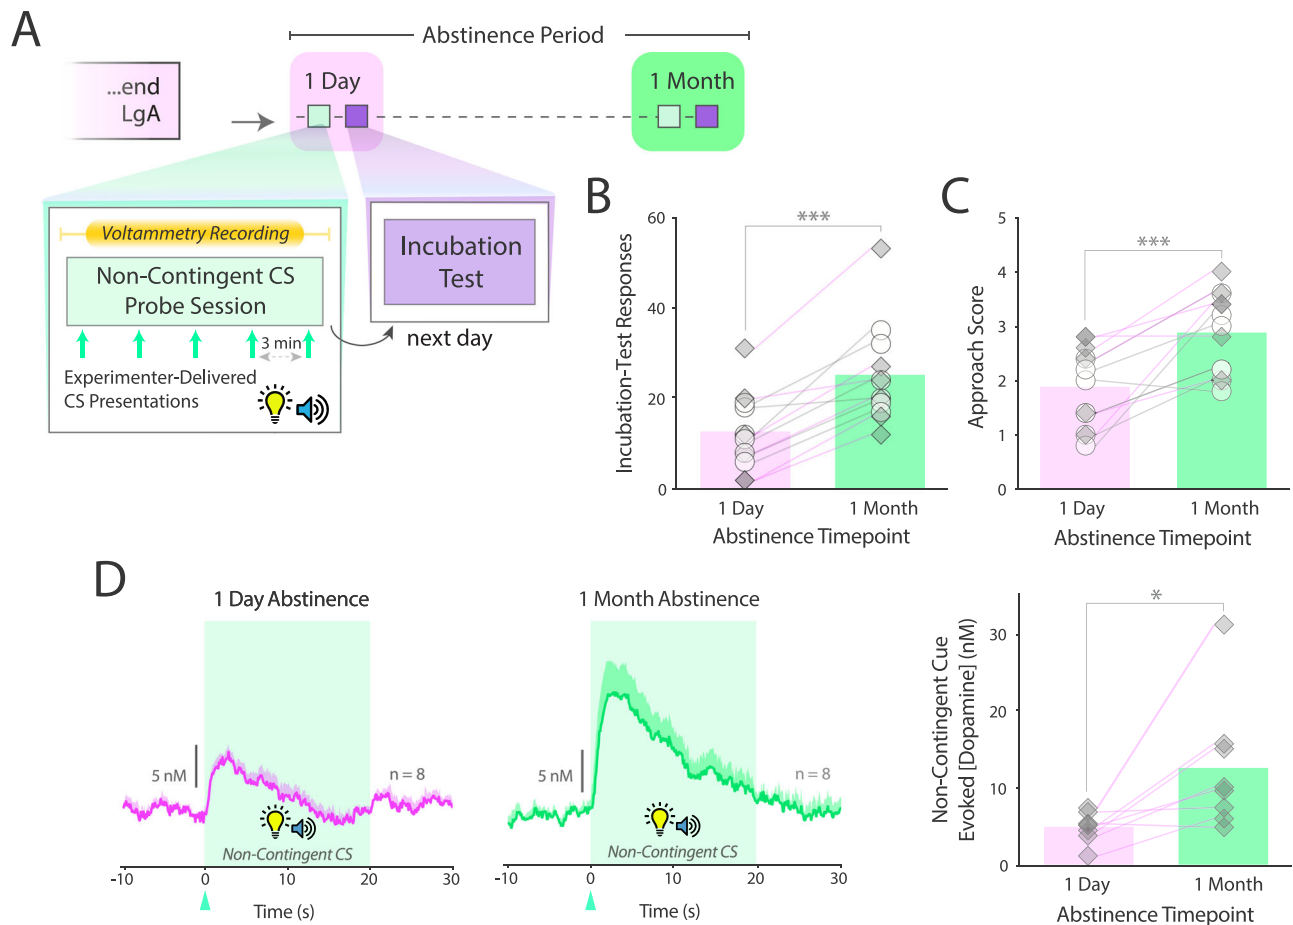 A
Abstinence Period
...end
LgA
1 Day
1 Month
Voltammetry Recording
Non-Contingent CS
Probe Session
3 min
Experimenter-Delivered
CS Presentations
Incubation
Test
next day
B
Incubation-Test Responses
60
40
20
0
***
1 Day
1 Month
Abstinence Timepoint
C
Approach Score
5
4
3
2
1
0
***
1 Day
1 Month
Abstinence Timepoint
D
1 Day Abstinence
5 nM
n = 8
Non-Contingent CS
-10
0
10
20
30
Time (s)
1 Month Abstinence
5 nM
n = 8
Non-Contingent CS
-10
0
10
20
30
Time (s)
Non-Contingent Cue
Evoked [Dopamine] (nM)
30
20
10
0
*
1 Day
1 Month
Abstinence Timepoint